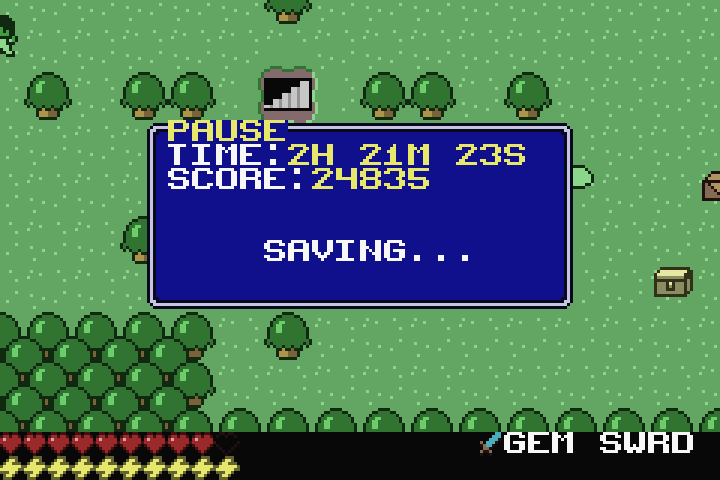 PAUSE
TIME:2H 21M 23S
SCORE:24835
SAVING...
GEM SWRD